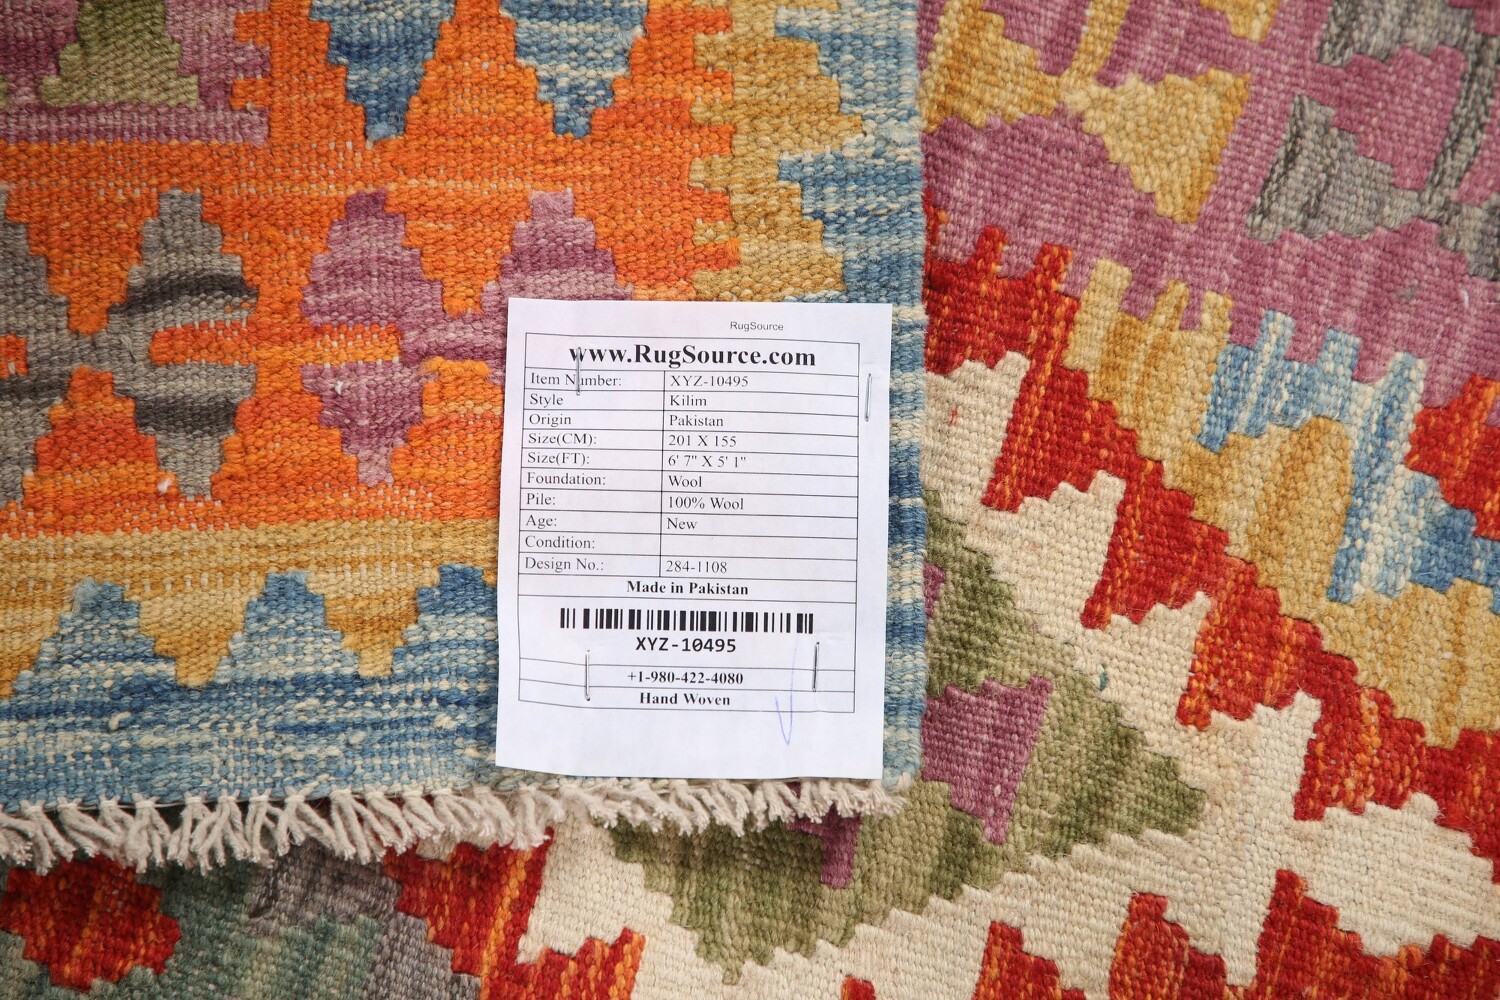 RugSource
www.RugSource.com
Item Number: XYZ-10495
Style Kilim
Origin Pakistan
Size(CM): 201 X 155
Size(FT): 6' 7" X 5' 1"
Foundation: Wool
Pile: 100% Wool
Age: New
Condition:
Design No.: 284-1108
Made in Pakistan
XYZ-10495
+1-980-422-4080
Hand Woven